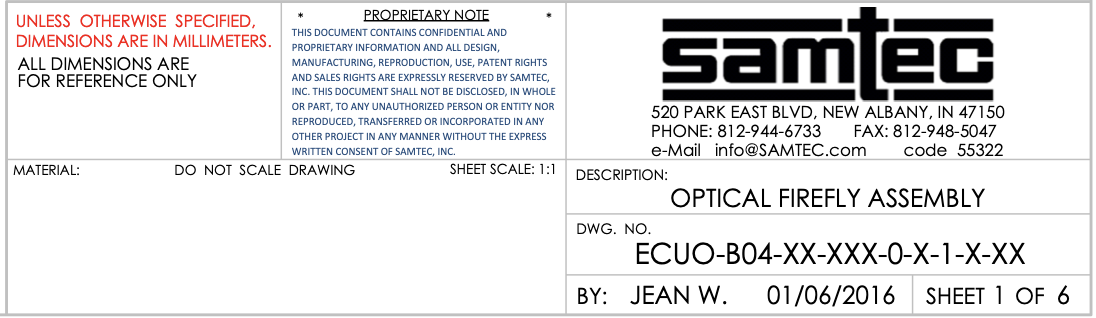 UNLESS OTHERWISE SPECIFIED,
DIMENSIONS ARE IN MILLIMETERS.
ALL DIMENSIONS ARE
FOR REFERENCE ONLY
* PROPRIETARY NOTE *
THIS DOCUMENT CONTAINS CONFIDENTIAL AND
PROPRIETARY INFORMATION AND ALL DESIGN,
MANUFACTURING, REPRODUCTION, USE, PATENT RIGHTS
AND SALES RIGHTS ARE EXPRESSLY RESERVED BY SAMTEC,
INC. THIS DOCUMENT SHALL NOT BE DISCLOSED, IN WHOLE
OR PART, TO ANY UNAUTHORIZED PERSON OR ENTITY NOR
REPRODUCED, TRANSFERRED OR INCORPORATED IN ANY
OTHER PROJECT IN ANY MANNER WITHOUT THE EXPRESS
WRITTEN CONSENT OF SAMTEC, INC.
samtec
520 PARK EAST BLVD, NEW ALBANY, IN 47150
PHONE: 812-944-6733 FAX: 812-948-5047
e-Mail info@SAMTEC.com code 55322
MATERIAL: DO NOT SCALE DRAWING SHEET SCALE: 1:1
DESCRIPTION:
OPTICAL FIREFLY ASSEMBLY
DWG. NO.
ECUO-B04-XX-XXX-0-X-1-X-XX
BY: JEAN W. 01/06/2016 SHEET 1 OF 6